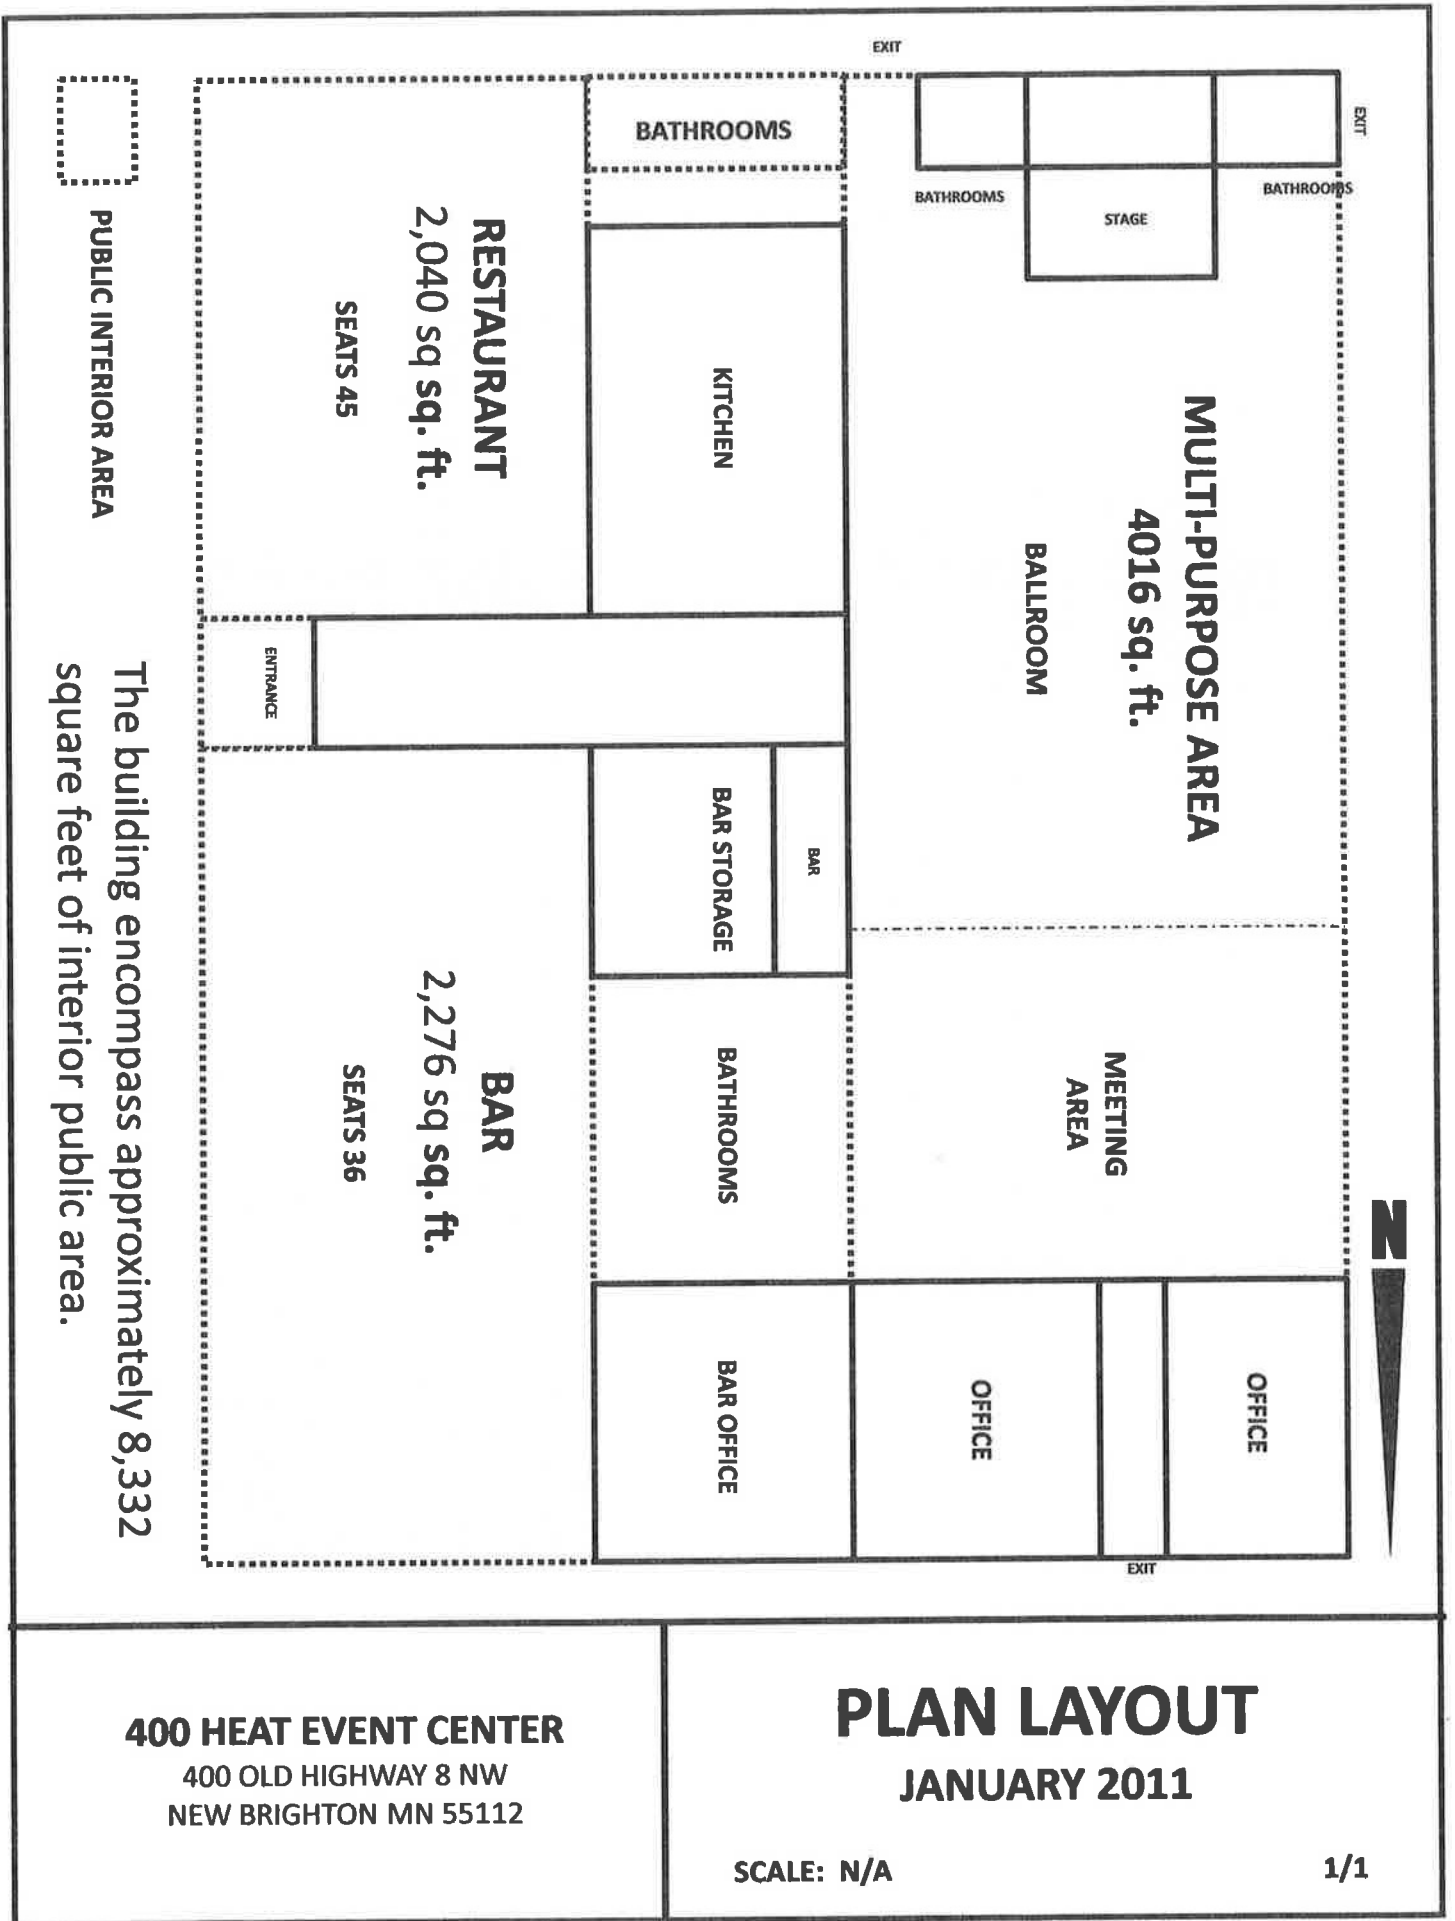 EXIT
EXIT
BATHROOMS
BATHROOMS
BATHROOMS
STAGE
MULTI-PURPOSE AREA
4016 sq. ft.
BALLROOM
KITCHEN
RESTAURANT
2,040 sq sq. ft.
SEATS 45
PUBLIC INTERIOR AREA
ENTRANCE
BAR STORAGE
BAR
MEETING
AREA
BATHROOMS
BAR
2,276 sq sq. ft.
SEATS 36
N
OFFICE
OFFICE
BAR OFFICE
EXIT
The building encompass approximately 8,332
square feet of interior public area.
400 HEAT EVENT CENTER
400 OLD HIGHWAY 8 NW
NEW BRIGHTON MN 55112
PLAN LAYOUT
JANUARY 2011
SCALE: N/A
1/1